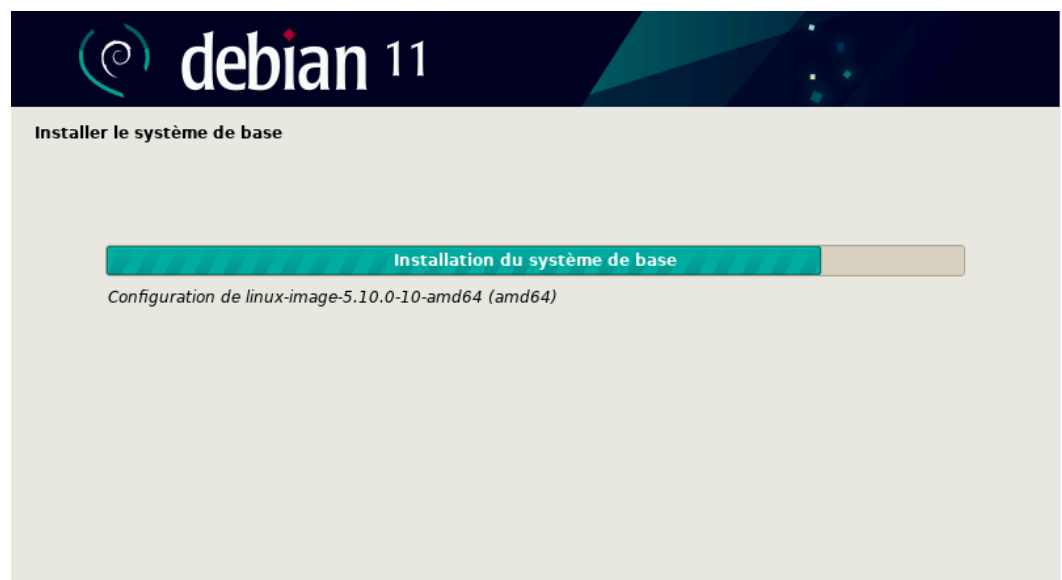 debian 11
Installer le système de base
Installation du système de base
Configuration de linux-image-5.10.0-10-amd64 (amd64)